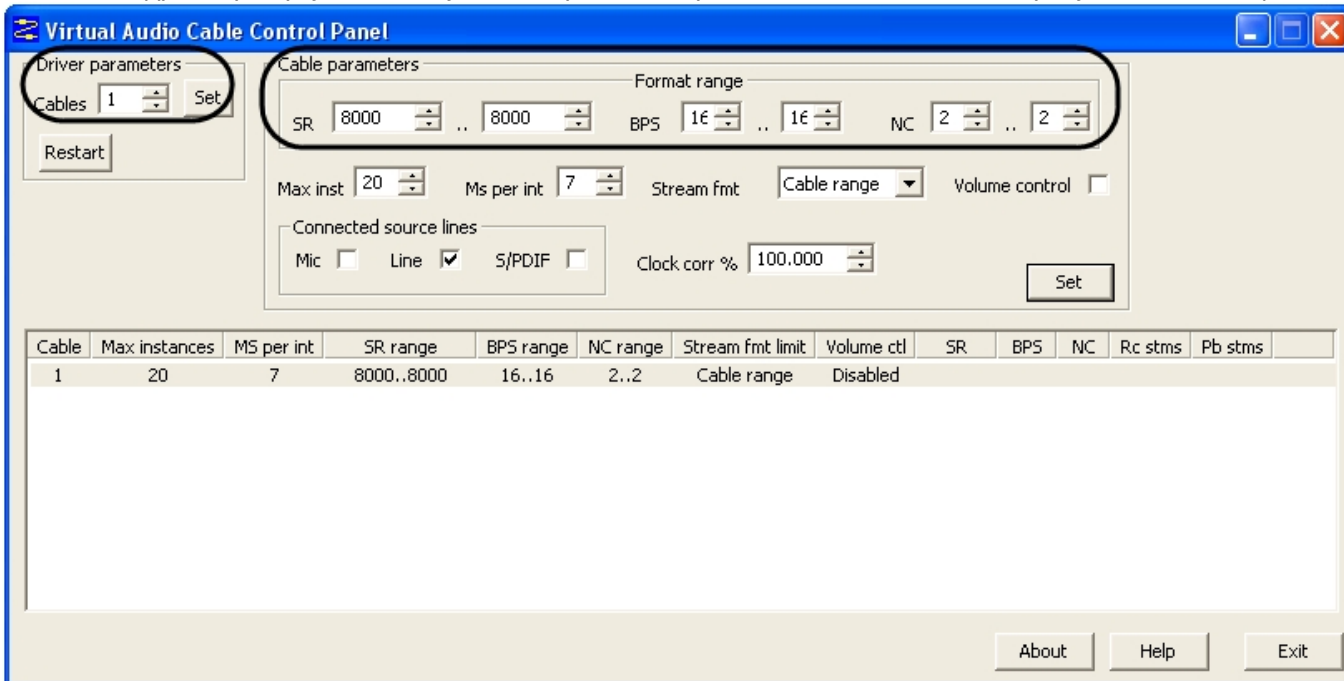 Virtual Audio Cable Control Panel
Driver parameters
Cables 1 Set
Restart
Cable parameters
Format range
SR 8000 .. 8000 BPS 16 .. 16 NC 2 .. 2
Max inst 20 Ms per int 7 Stream fmt Cable range Volume control
Connected source lines
Mic Line S/PDIF Clock corr % 100.000
Set
Cable Max instances MS per int SR range BPS range NC range Stream fmt limit Volume ctl SR BPS NC Rc stms Pb stms
1 20 7 8000..8000 16..16 2..2 Cable range Disabled
About Help Exit